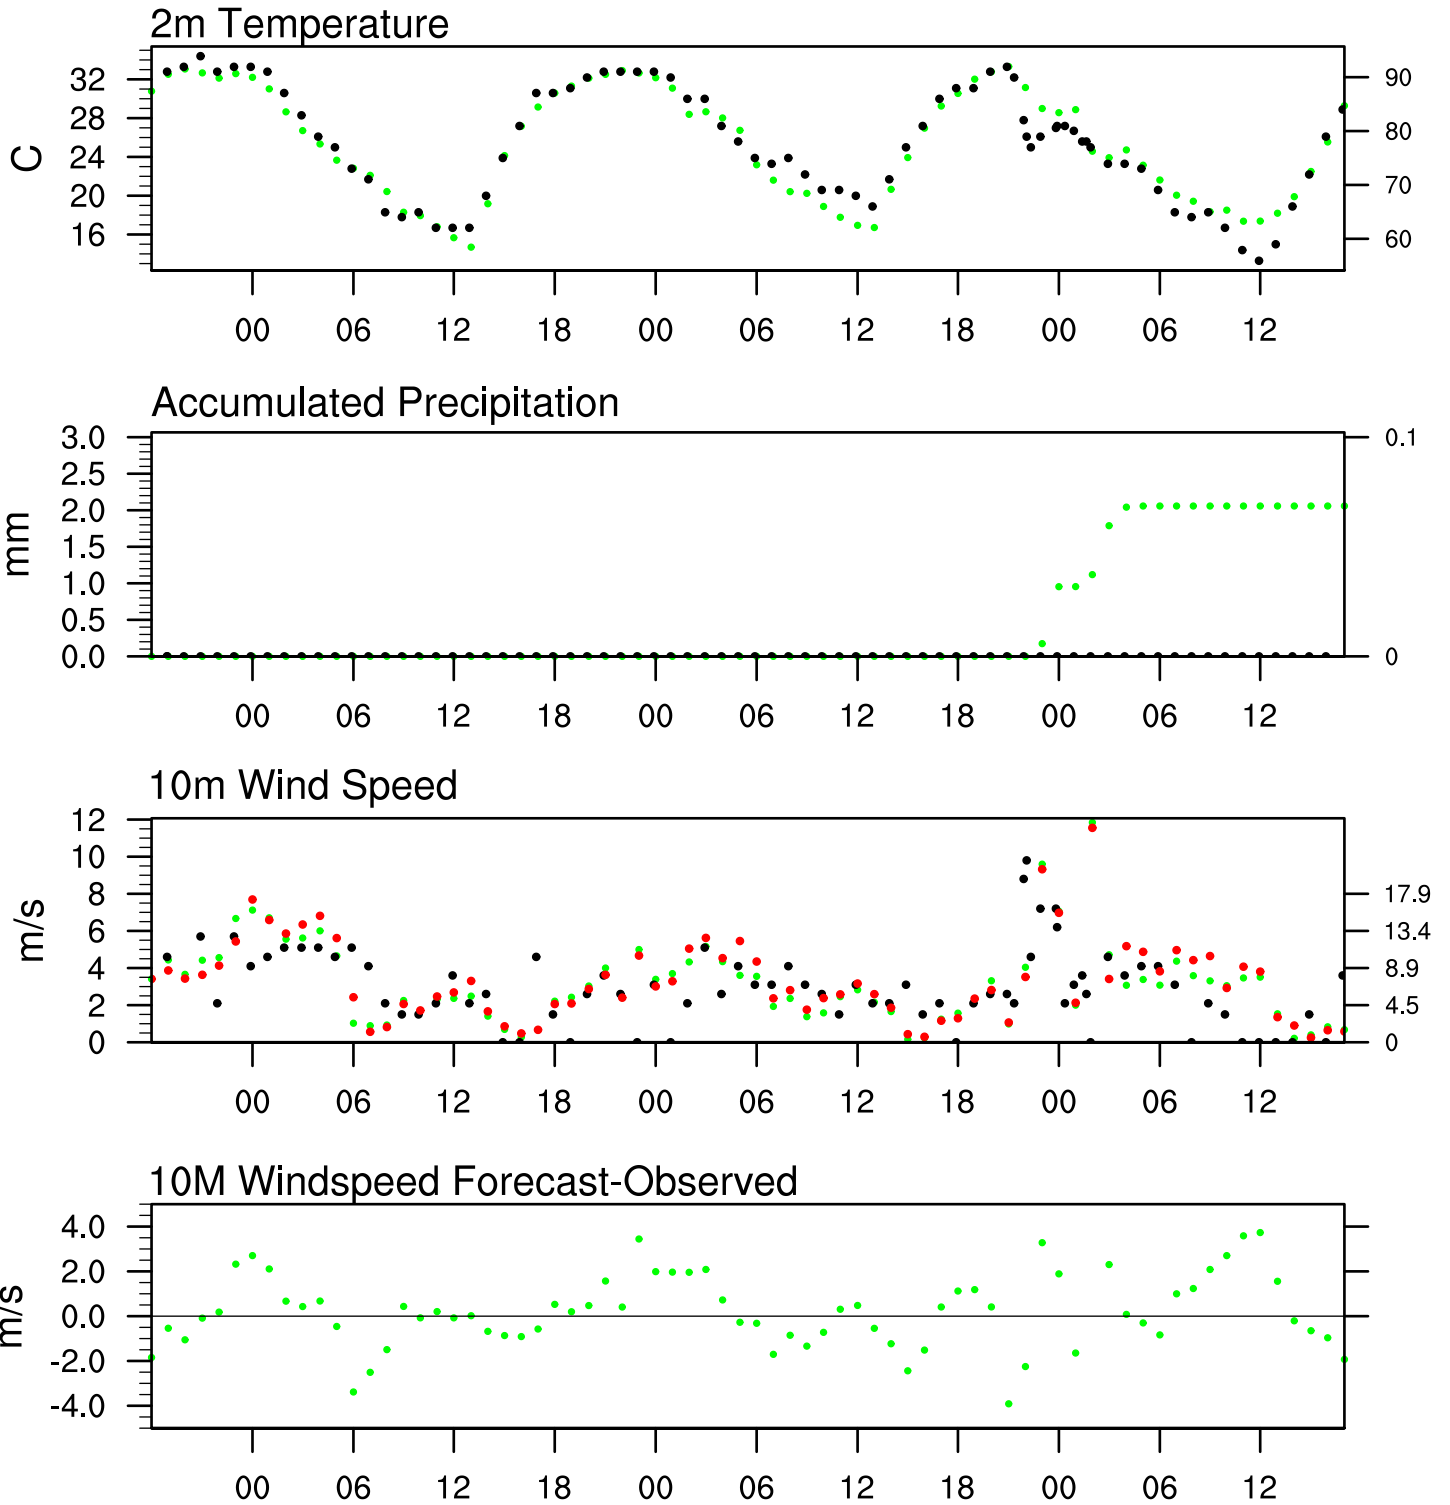 2m Temperature
C
32
28
24
20
16
90
80
70
60
00 06 12 18 00 06 12 18 00 06 12
Accumulated Precipitation
mm
3.0
2.5
2.0
1.5
1.0
0.5
0.0
0.1
0
00 06 12 18 00 06 12 18 00 06 12
10m Wind Speed
m/s
12
10
8
6
4
2
0
17.9
13.4
8.9
4.5
0
00 06 12 18 00 06 12 18 00 06 12
10M Windspeed Forecast-Observed
m/s
4.0
2.0
0.0
-2.0
-4.0
00 06 12 18 00 06 12 18 00 06 12